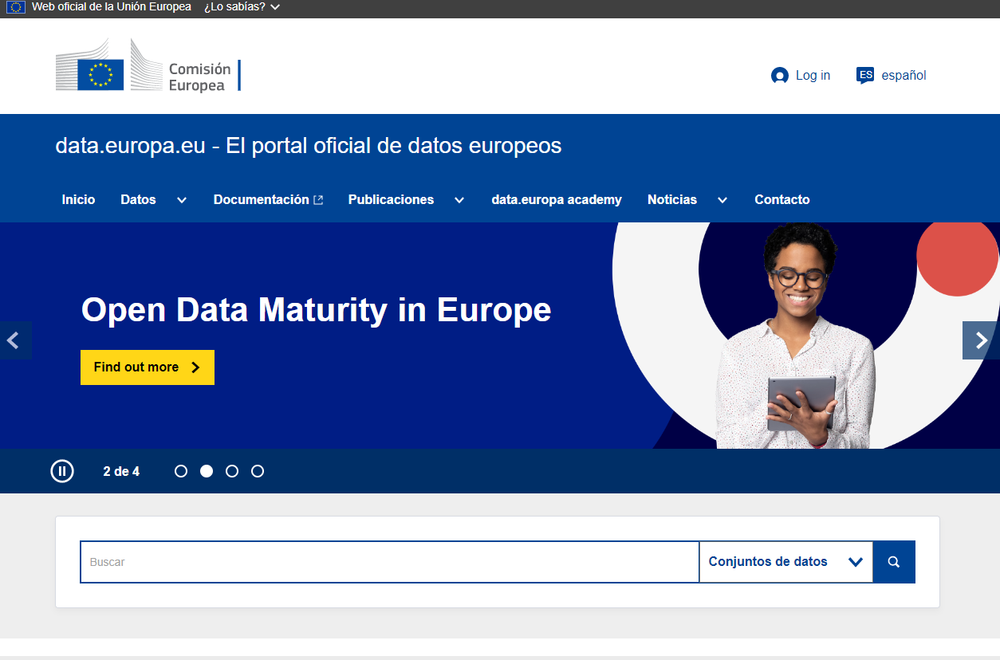 Web oficial de la Unión Europea ¿Lo sabías?
Comisión
Europea
Log in
ES español
data.europa.eu - El portal oficial de datos europeos
Inicio Datos Documentación Publicaciones data.europa academy Noticias Contacto
Open Data Maturity in Europe
Find out more
2 de 4
Buscar
Conjuntos de datos